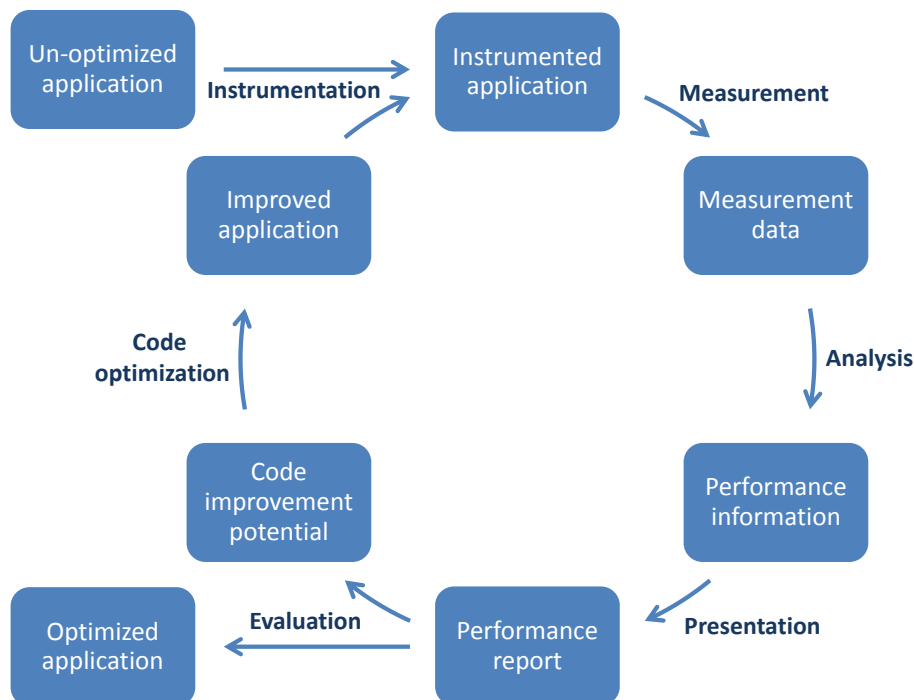 Un-optimized
application
Instrumentation
Instrumented
application
Measurement
Improved
application
Measurement
data
Code
optimization
Analysis
Code
improvement
potential
Performance
information
Optimized
application
Evaluation
Performance
report
Presentation